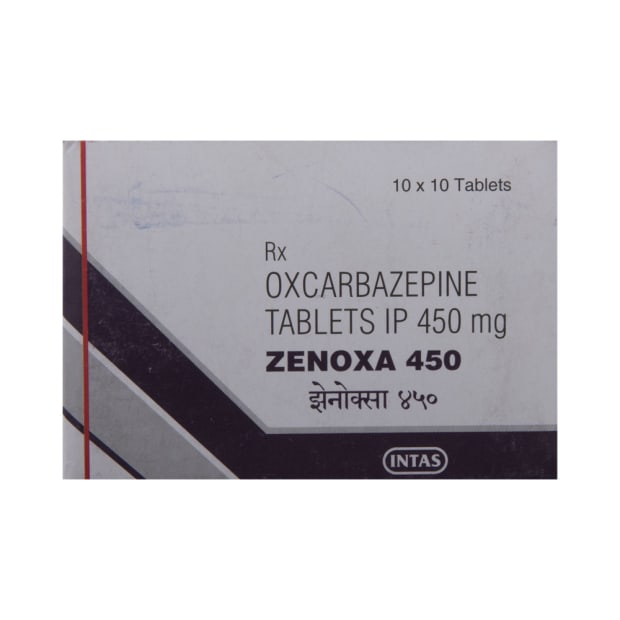 10 x 10 Tablets
Rx
OXCARBAZEPINE
TABLETS IP 450 mg
ZENOXA 450
झेनोक्सा ४५०
INTAS